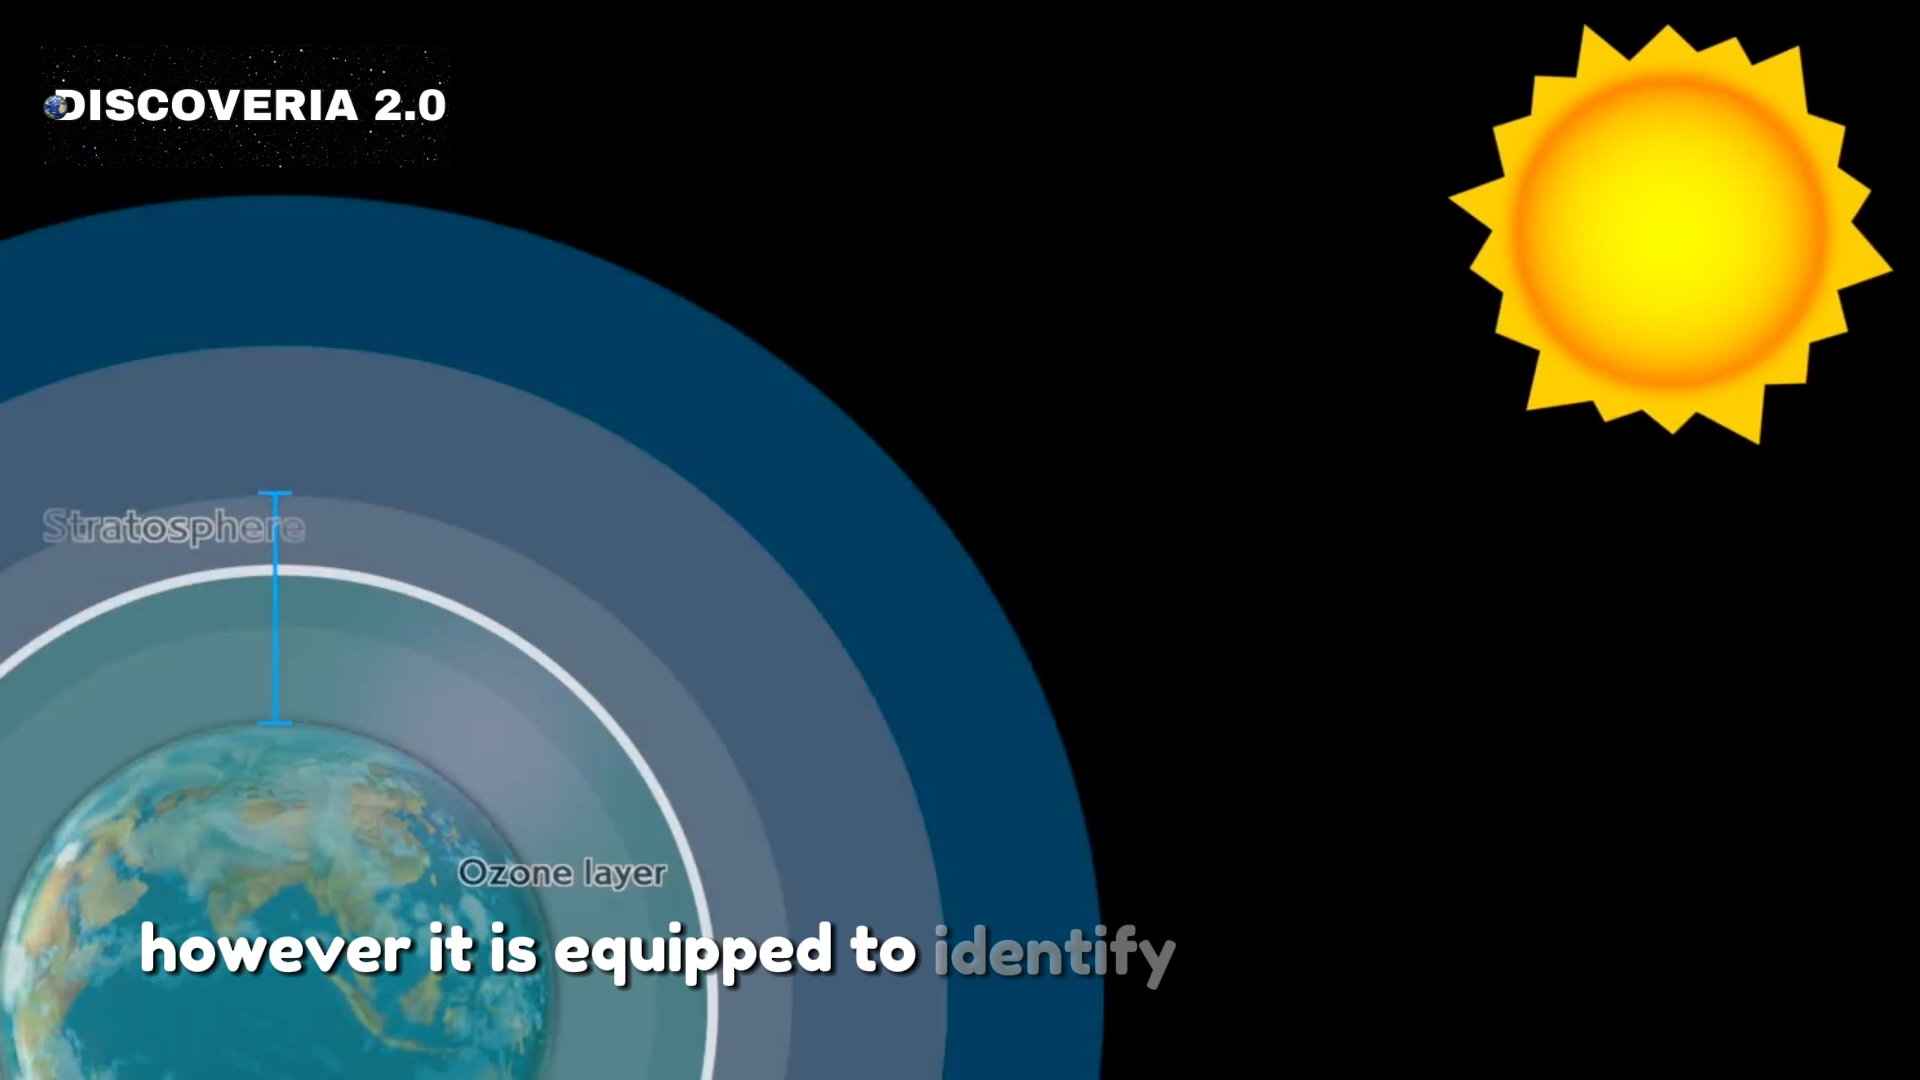 DISCOVERIA 2.0
Stratosphere
Ozone layer
however it is equipped to identify